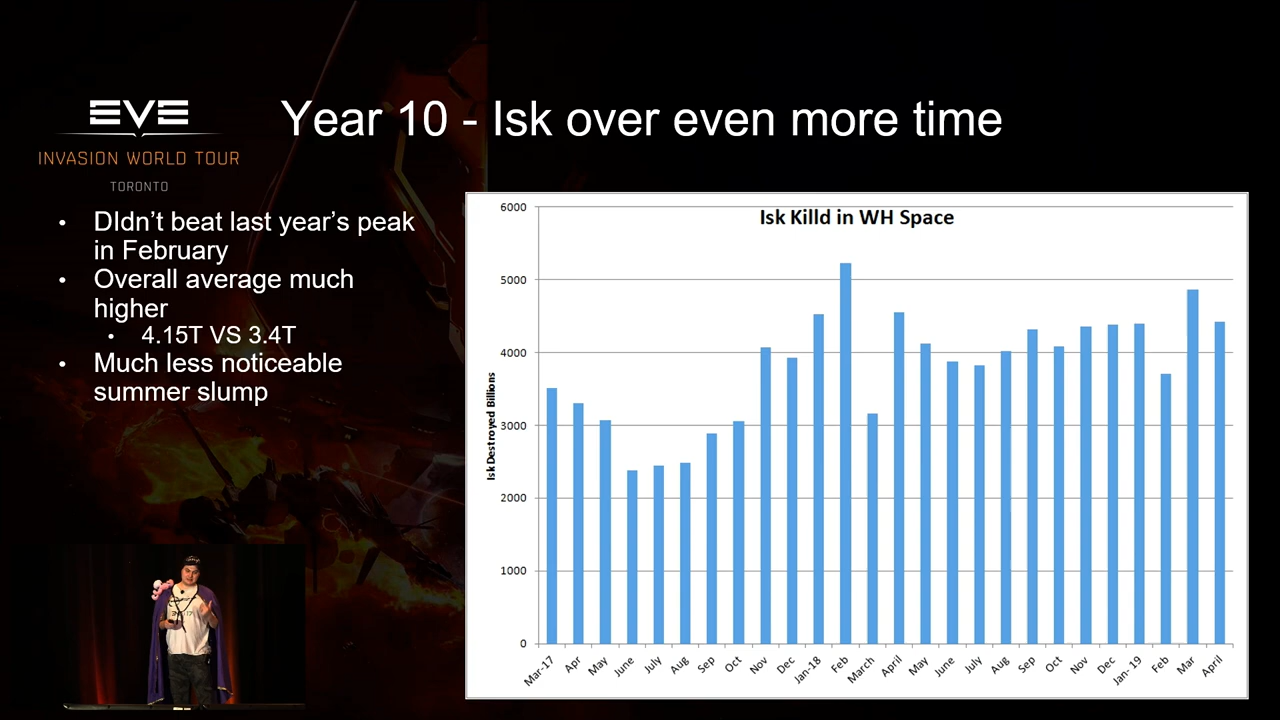 EVE
INVASION WORLD TOUR
TORONTO
Year 10 - Isk over even more time
• DIdn’t beat last year’s peak
in February
• Overall average much
higher
• 4.15T VS 3.4T
• Much less noticeable
summer slump
Isk Killd in WH Space
Isk Destroyed Billions
6000
5000
4000
3000
2000
1000
0
Mar-17
Apr
May
June
July
Aug
Sep
Oct
Nov
Dec
Jan-18
Feb
March
April
May
June
July
Aug
Sep
Oct
Nov
Dec
Jan- 19
Feb
Mar
April